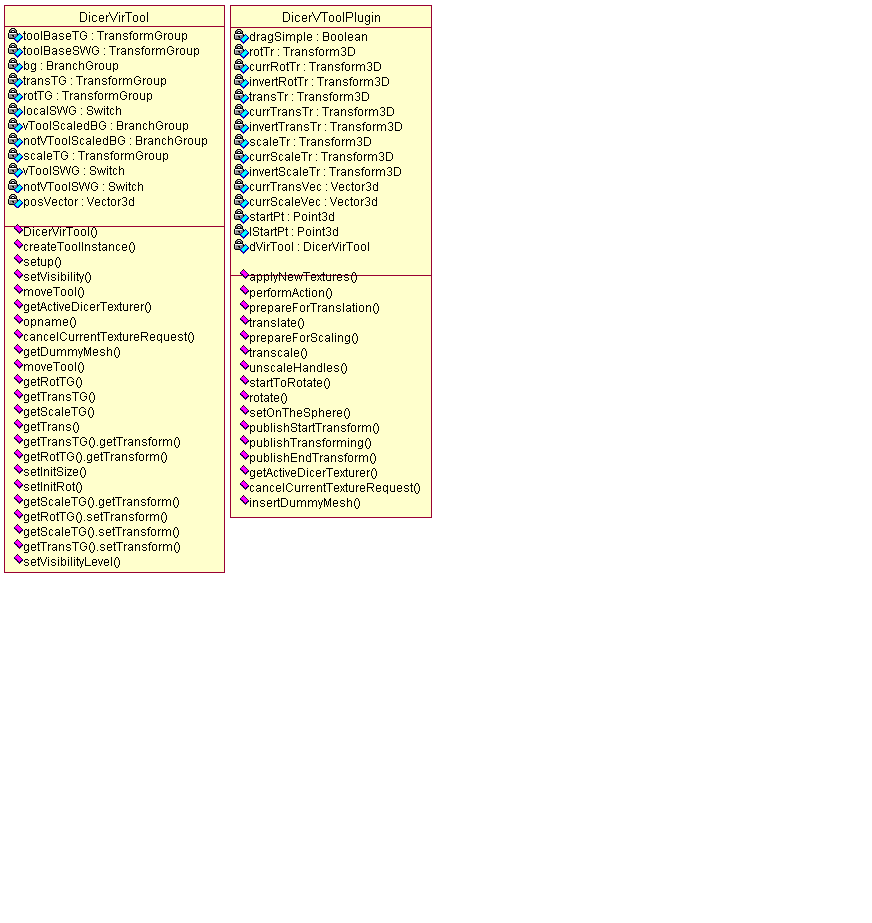 DicerVirTool
toolBaseTG : TransformGroup
toolBaseSWG : TransformGroup
bg : BranchGroup
transTG : TransformGroup
rotTG : TransformGroup
localSWG : Switch
vToolScaledBG : BranchGroup
notVToolScaledBG : BranchGroup
scaleTG : TransformGroup
vToolSWG : Switch
notVToolSWG : Switch
posVector : Vector3d
DicerVirTool()
createToolInstance()
setup()
setVisibility()
moveTool()
getActiveDicerTexturer()
opname()
cancelCurrentTextureRequest()
getDummyMesh()
moveTool()
getRotTG()
getTransTG()
getScaleTG()
getTrans()
getTransTG().getTransform()
getRotTG().getTransform()
setInitSize()
setInitRot()
getScaleTG().getTransform()
getRotTG().setTransform()
getScaleTG().setTransform()
getTransTG().setTransform()
setVisibilityLevel()
DicerVToolPlugin
dragSimple : Boolean
rotTr : Transform3D
currRotTr : Transform3D
invertRotTr : Transform3D
transTr : Transform3D
currTransTr : Transform3D
invertTransTr : Transform3D
scaleTr : Transform3D
currScaleTr : Transform3D
invertScaleTr : Transform3D
currTransVec : Vector3d
currScaleVec : Vector3d
startPt : Point3d
lStartPt : Point3d
dVirTool : DicerVirTool
applyNewTextures()
performAction()
prepareForTranslation()
translate()
prepareForScaling()
transcale()
unscaleHandles()
startToRotate()
rotate()
setOnTheSphere()
publishStartTransform()
publishTransforming()
publishEndTransform()
getActiveDicerTexturer()
cancelCurrentTextureRequest()
insertDummyMesh()